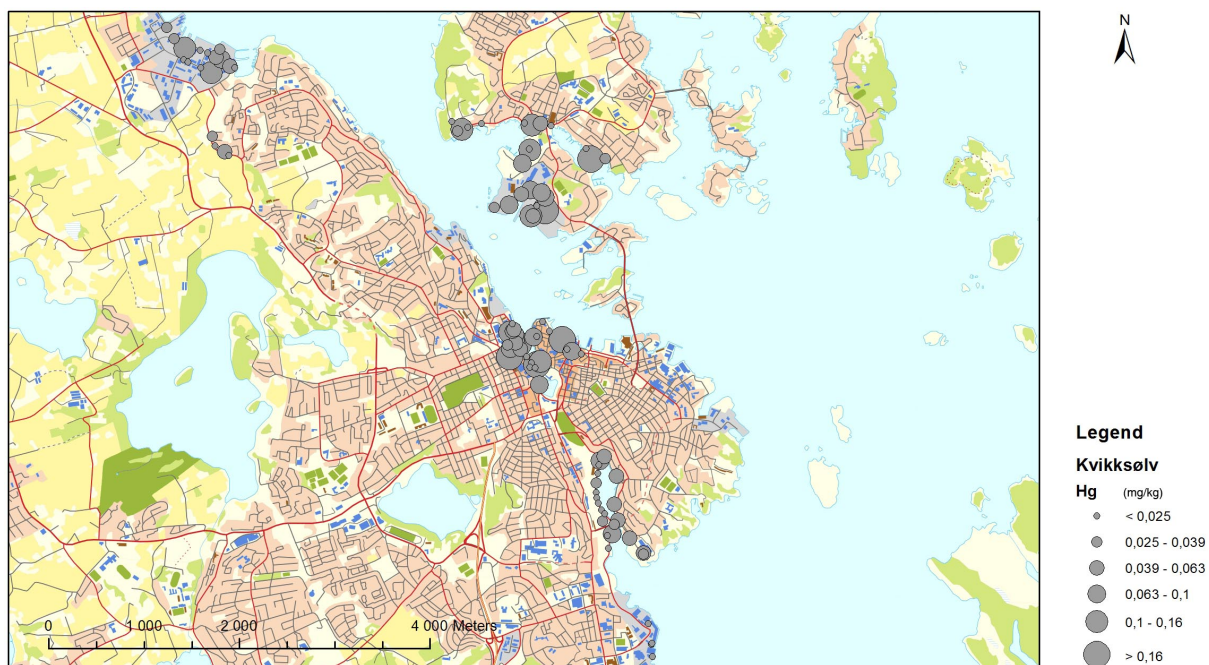 N
Legend
Kvikksølv
Hg (mg/kg)
< 0,025
0,025 - 0,039
0,039 - 0,063
0,063 - 0,1
0,1 - 0,16
> 0,16
0 1 000 2 000 4 000 Meters